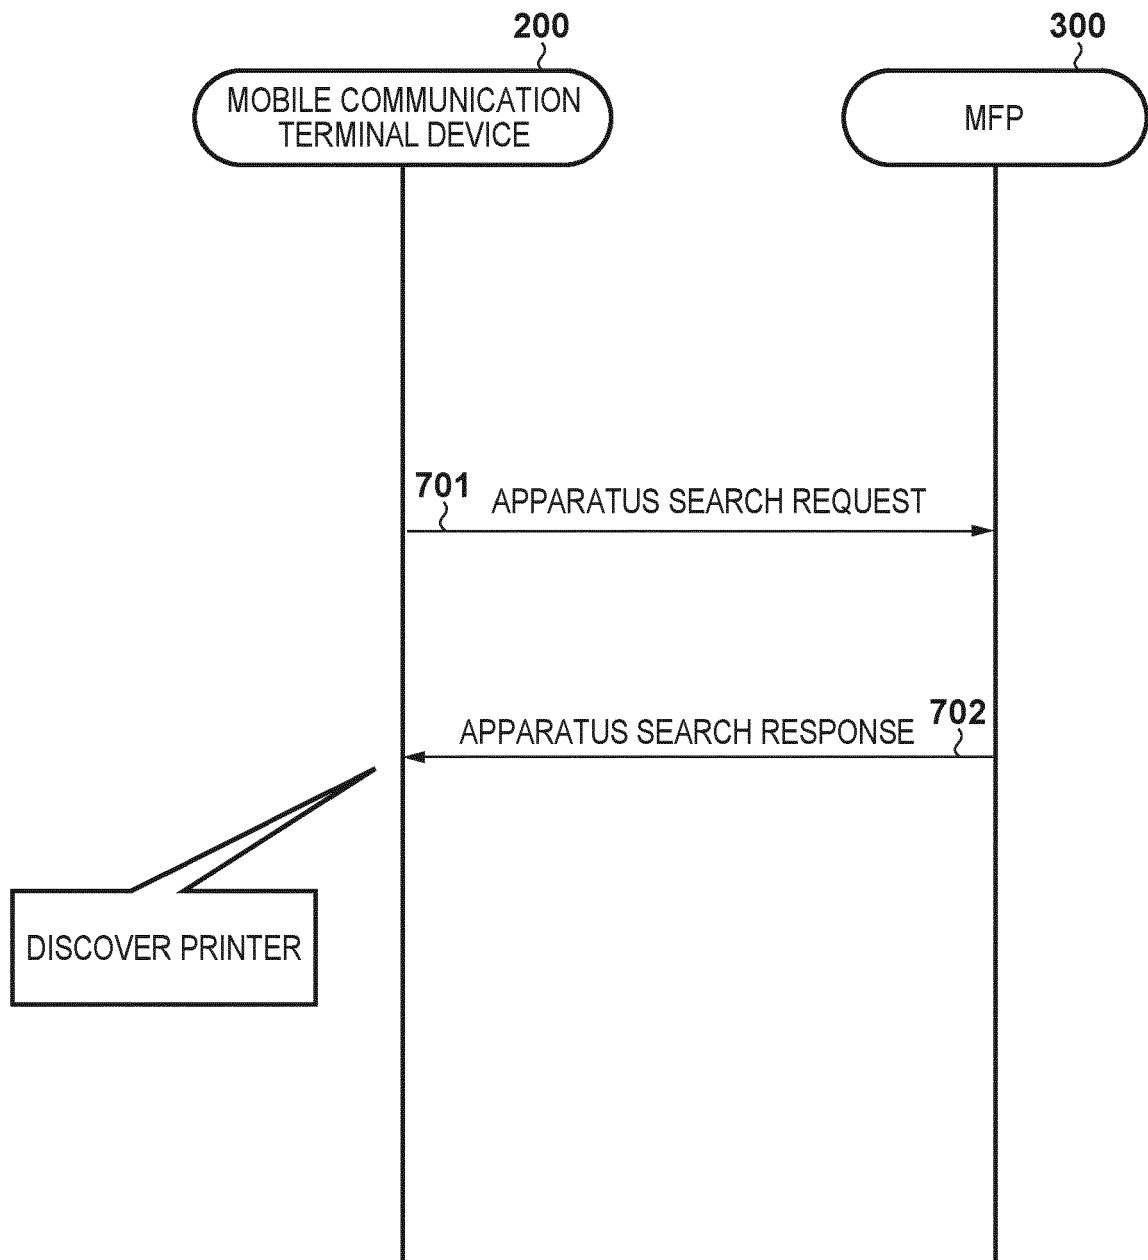 200
300
MOBILE COMMUNICATION
TERMINAL DEVICE
MFP
701
APPARATUS SEARCH REQUEST
APPARATUS SEARCH RESPONSE
702
DISCOVER PRINTER